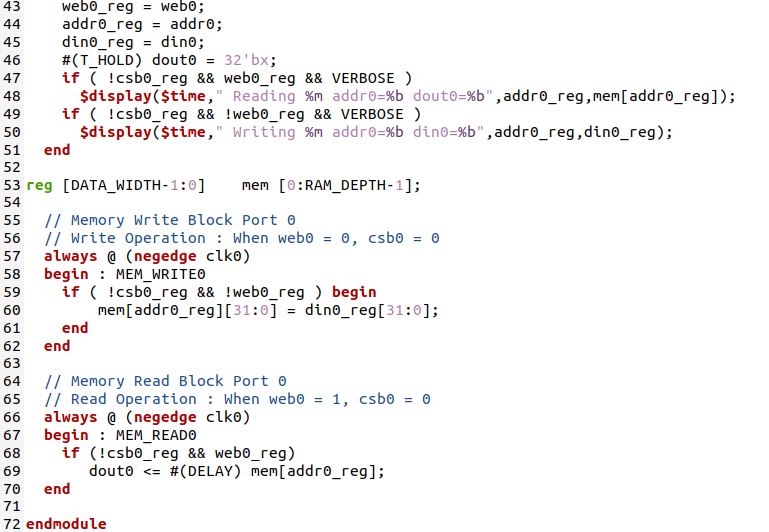 43     web0_reg = web0;
44     addr0_reg = addr0;
45     din0_reg = din0;
46     #(T_HOLD) dout0 = 32'bx;
47     if ( !csb0_reg && web0_reg && VERBOSE )
48       $display($time," Reading %m addr0=%b dout0=%b",addr0_reg,mem[addr0_reg]);
49     if ( !csb0_reg && !web0_reg && VERBOSE )
50       $display($time," Writing %m addr0=%b din0=%b",addr0_reg,din0_reg);
51   end
52
53 reg [DATA_WIDTH-1:0]    mem [0:RAM_DEPTH-1];
54
55   // Memory Write Block Port 0
56   // Write Operation : When web0 = 0, csb0 = 0
57   always @ (negedge clk0)
58   begin : MEM_WRITE0
59     if ( !csb0_reg && !web0_reg ) begin
60         mem[addr0_reg][31:0] = din0_reg[31:0];
61     end
62   end
63
64   // Memory Read Block Port 0
65   // Read Operation : When web0 = 1, csb0 = 0
66   always @ (negedge clk0)
67   begin : MEM_READ0
68     if (!csb0_reg && web0_reg)
69        dout0 <= #(DELAY) mem[addr0_reg];
70   end
71
72 endmodule